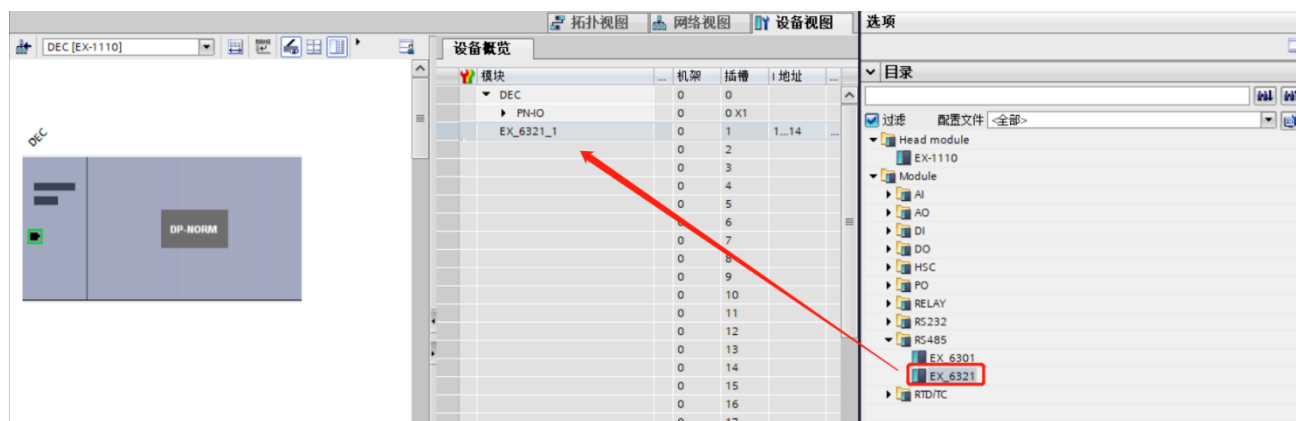 拓扑视图 网络视图 设备视图 选项
DEC [EX-1110]
设备概览
模块 ... 机架 插槽 I 地址 ...
目录
过滤 配置文件 <全部>
DEC 0 0
PN-IO 0 0 X1
EX_6321_1 0 1 1...14 ...
0 2
0 3
0 4
0 5
0 6
0 7
0 8
0 9
0 10
0 11
0 12
0 13
0 14
0 15
0 16
DEC
DP-NORM
Head module
EX-1110
Module
AI
AO
DI
DO
HSC
PO
RELAY
RS232
RS485
EX_6301
EX_6321
RTD/TC